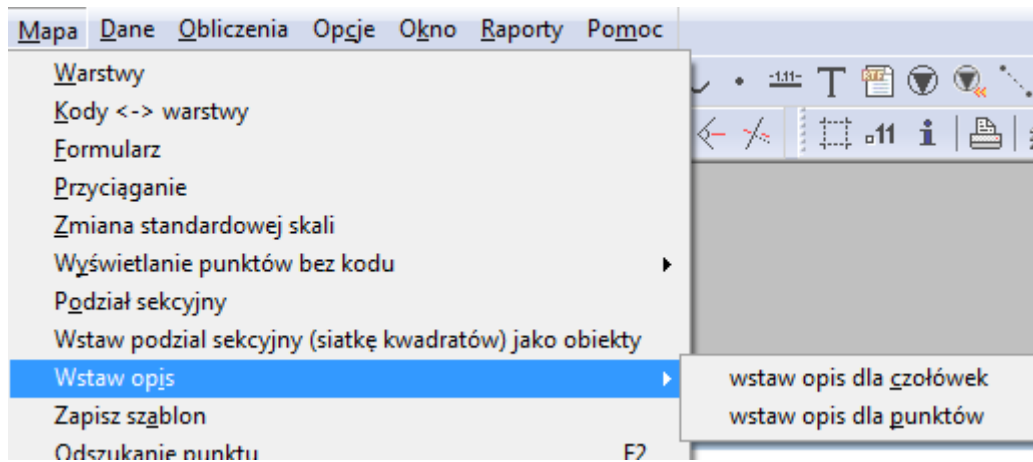 Mapa Dane Obliczenia Opcje Okno Raporty Pomoc
Warstwy
Kody <-> warstwy
Formularz
Przyciąganie
Zmiana standardowej skali
Wyświetlanie punktów bez kodu
Podział sekcyjny
Wstaw podzial sekcyjny (siatkę kwadratów) jako obiekty
Wstaw opis
wstaw opis dla czołówek
wstaw opis dla punktów
Zapisz szablon
Odszukanie punktu F2
-1.11- T RTF
11 i